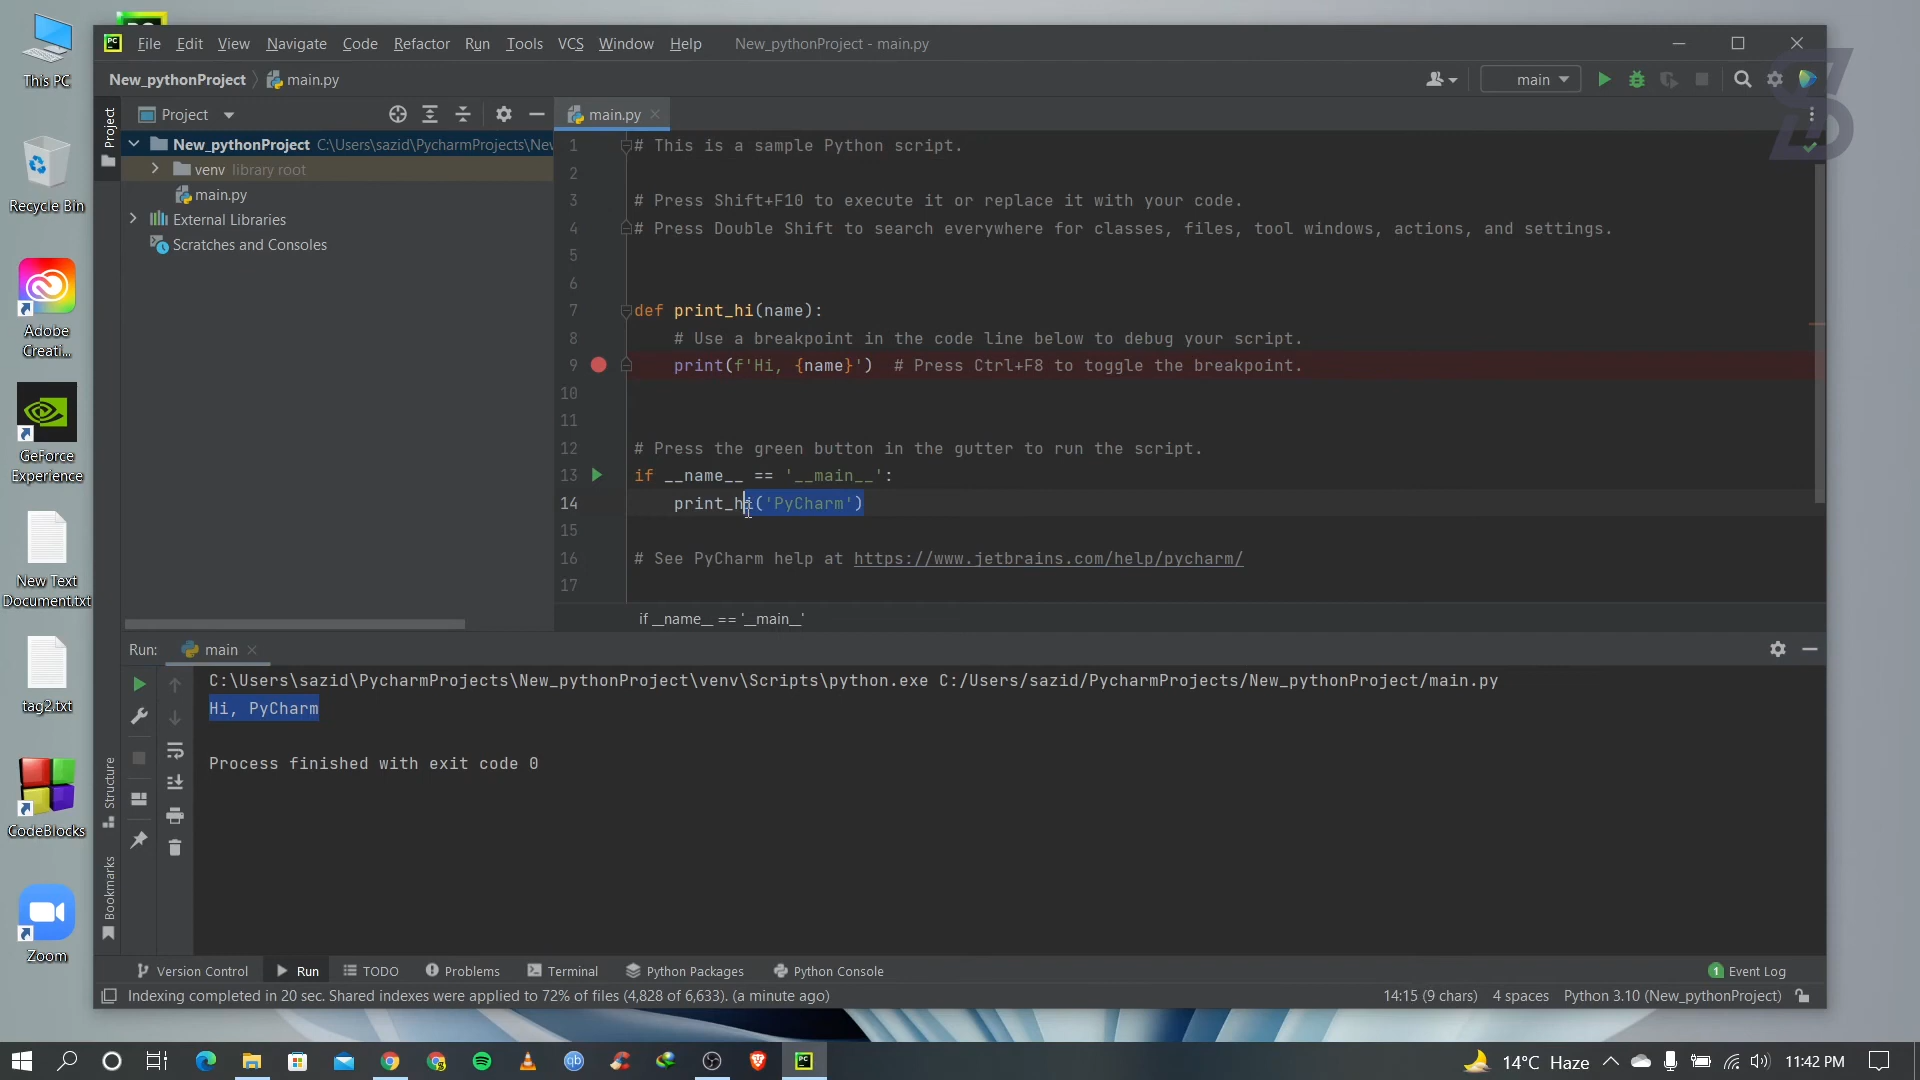 This PC
Recycle Bin
Adobe
Creati...
GeForce
Experience
New Text
Document.txt
tag2.txt
CodeBlocks
Zoom
PC
File Edit View Navigate Code Refactor Run Tools VCS Window Help New_pythonProject - main.py
New_pythonProject main.py
main
Project
Project
main.py
New_pythonProject C:\Users\sazid\PycharmProjects\Nev
venv library root
main.py
External Libraries
Scratches and Consoles
1 # This is a sample Python script.
2
3 # Press Shift+F10 to execute it or replace it with your code.
4 # Press Double Shift to search everywhere for classes, files, tool windows, actions, and settings.
5
6
7 def print_hi(name):
8 # Use a breakpoint in the code line below to debug your script.
9 print(f'Hi, {name}') # Press Ctrl+F8 to toggle the breakpoint.
10
11
12 # Press the green button in the gutter to run the script.
13 if __name__ == '__main__':
14 print_hi('PyCharm')
15
16 # See PyCharm help at https://www.jetbrains.com/help/pycharm/
17
if __name__ == '__main__'
Run: main
C:\Users\sazid\PycharmProjects\New_pythonProject\venv\Scripts\python.exe C:/Users/sazid/PycharmProjects/New_pythonProject/main.py
Hi, PyCharm
Process finished with exit code 0
Structure
Bookmarks
Version Control Run TODO Problems Terminal Python Packages Python Console 1 Event Log
Indexing completed in 20 sec. Shared indexes were applied to 72% of files (4,828 of 6,633). (a minute ago) 14:15 (9 chars) 4 spaces Python 3.10 (New_pythonProject)
qb PC 14°C Haze 11:42 PM